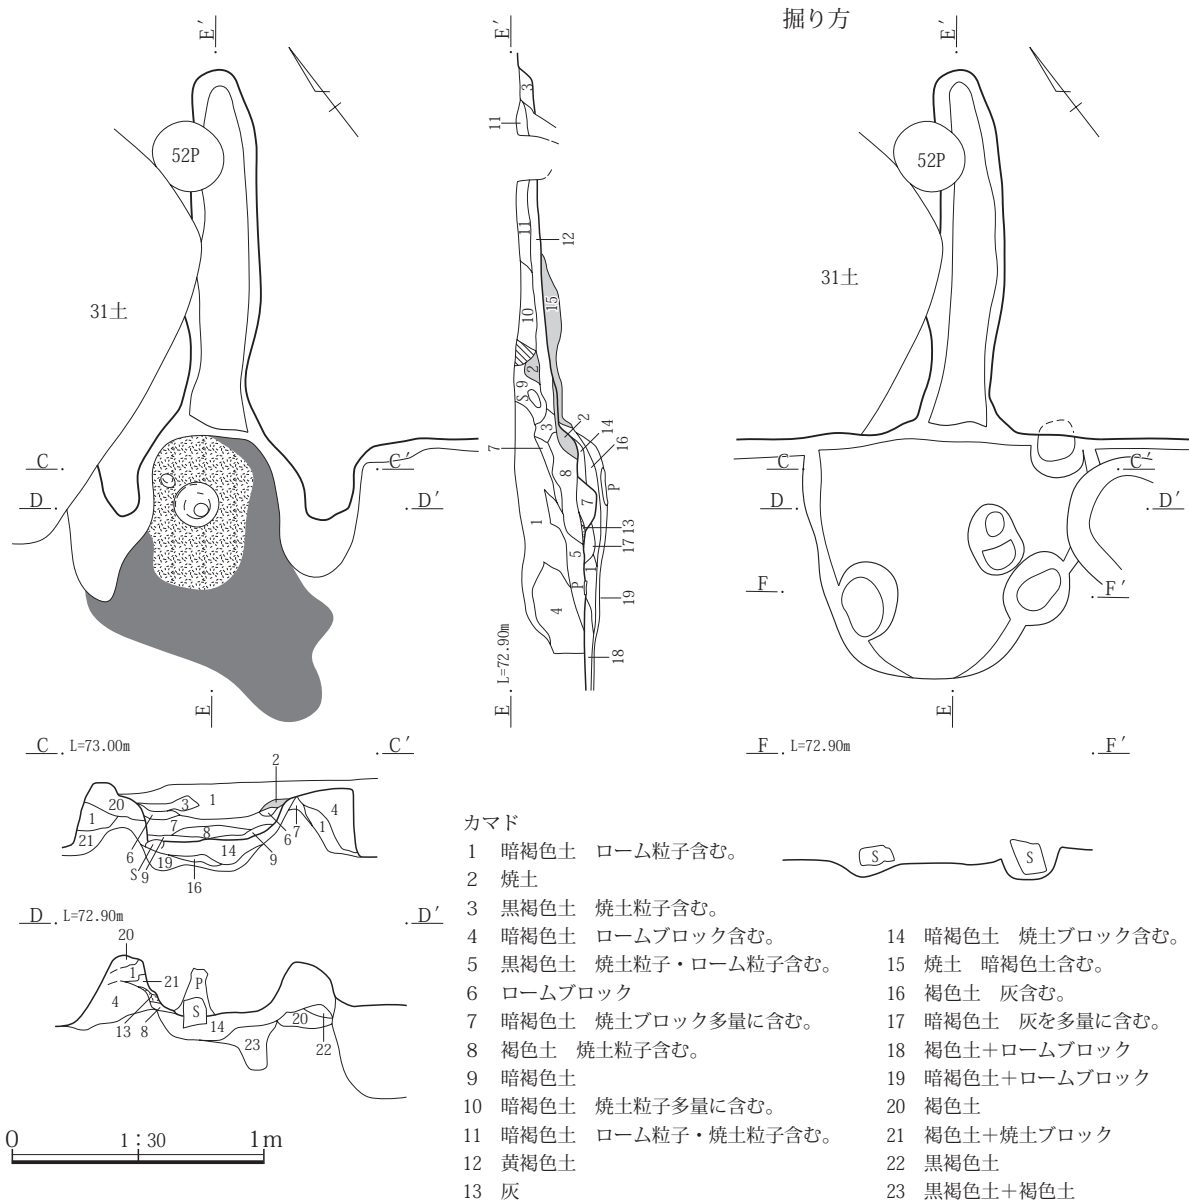 掘り方
E′
E′
E′
52P
31土
C
C′
D
D′
E
3
11
11
12
15
10
2
9
S
3
2
14
16
7
8
P
7
1
13
17
5
1
P
4
19
18
E
L=72.90m
52P
31土
C
C′
D
D′
F
F′
E
C
L=73.00m
C′
2
20
3
1
4
1
7
8
6
7
1
21
6
S
9
19
14
9
16
D
L=72.90m
D′
20
1
21
P
4
S
13
8
14
20
23
22
F
L=72.90m
F′
S
S
0
1:30
1m
カマド
1 暗褐色土 ローム粒子含む。
2 焼土
3 黒褐色土 焼土粒子含む。
4 暗褐色土 ロームブロック含む。
5 黒褐色土 焼土粒子・ローム粒子含む。
6 ロームブロック
7 暗褐色土 焼土ブロック多量に含む。
8 褐色土 焼土粒子含む。
9 暗褐色土
10 暗褐色土 焼土粒子多量に含む。
11 暗褐色土 ローム粒子・焼土粒子含む。
12 黄褐色土
13 灰
14 暗褐色土 焼土ブロック含む。
15 焼土 暗褐色土含む。
16 褐色土 灰含む。
17 暗褐色土 灰を多量に含む。
18 褐色土＋ロームブロック
19 暗褐色土＋ロームブロック
20 褐色土
21 褐色土＋焼土ブロック
22 黒褐色土
23 黒褐色土＋褐色土